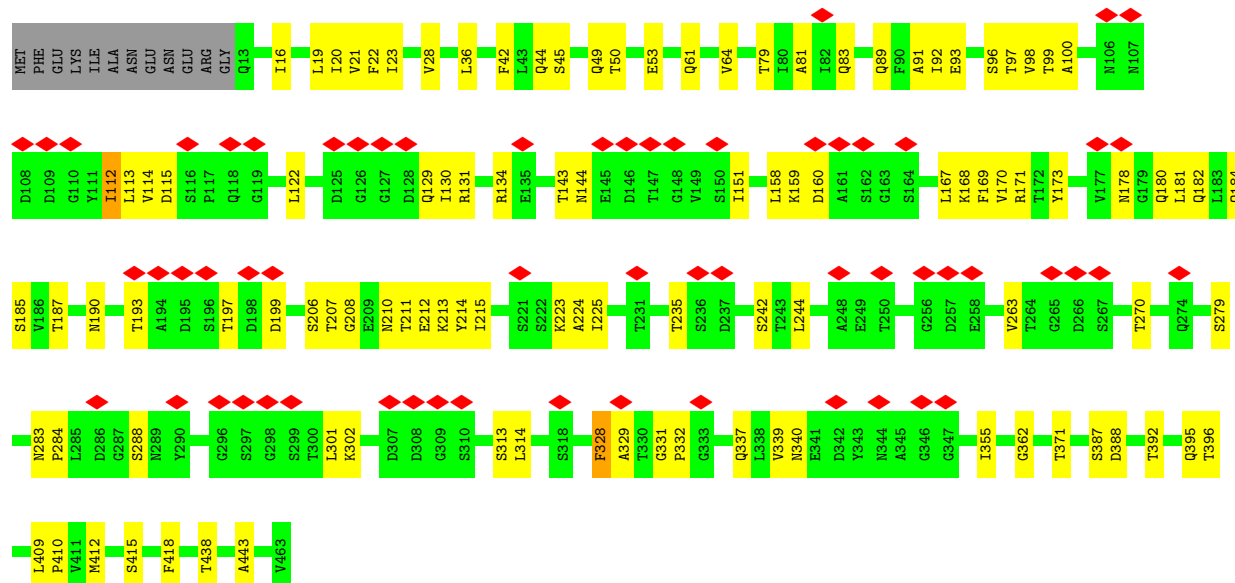 MET PHE GLU LYS ILE ALA ASN GLU ASN GLU ARG GLY Q13 I16 L19 I20 V21 F22 I23 V28 L36 F42 L43 Q44 S45 Q49 T50 E53 Q61 V64 T79 I80 A81 I82 Q83 Q89 F90 A91 I92 E93 S96 T97 V98 T99 A100 N106 N107
D108 D109 G110 Y111 I112 L113 V114 D115 S116 P117 Q118 G119 L122 D125 G126 G127 D128 Q129 I130 R131 R134 E135 T143 N144 E145 D146 T147 G148 V149 S150 I151 L158 K159 D160 A161 S162 G163 S164 L167 K168 F169 V170 R171 T172 Y173 V177 N178 G179 Q180 L181 Q182 L183
S185 V186 T187 N190 T193 A194 D195 S196 T197 D198 D199 S206 T207 G208 E209 N210 T211 E212 K213 Y214 I215 S221 S222 K223 A224 I225 T231 T235 S236 D237 S242 T243 L244 A248 E249 T250 G256 D257 E258 V263 T264 G265 D266 S267 T270 Q274 S279
N283 P284 L285 D286 G287 S288 N289 Y290 G296 S297 G298 S299 T300 L301 K302 D307 D308 G309 S310 S313 L314 S318 F328 A329 T330 G331 P332 G333 Q337 L338 V339 N340 E341 D342 Y343 N344 A345 G346 G347 I355 G362 T371 S387 D388 T392 Q395 T396
L409 P410 V411 M412 S415 F418 T438 A443 V463